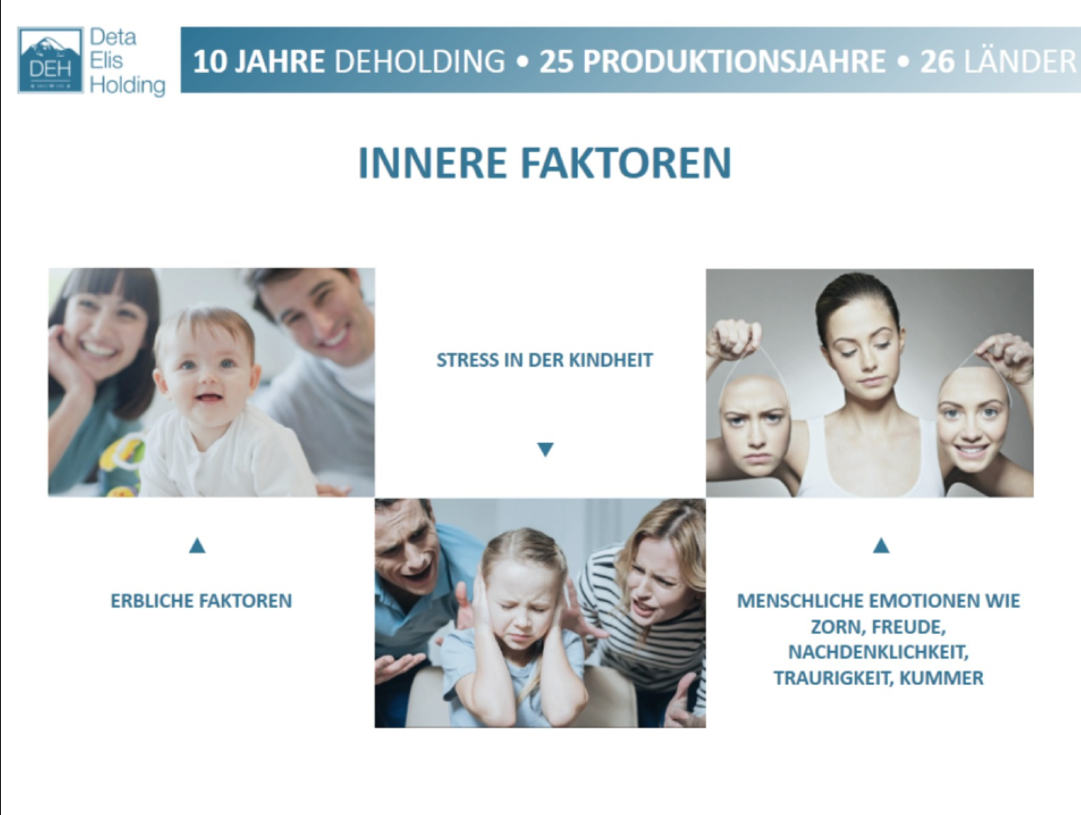 Deta
Elis
Holding
DEH
10 JAHRE DEHOLDING • 25 PRODUKTIONSJAHRE • 26 LÄNDER
INNERE FAKTOREN
STRESS IN DER KINDHEIT
ERBLICHE FAKTOREN
MENSCHLICHE EMOTIONEN WIE
ZORN, FREUDE,
NACHDENKLICHKEIT,
TRAURIGKEIT, KUMMER